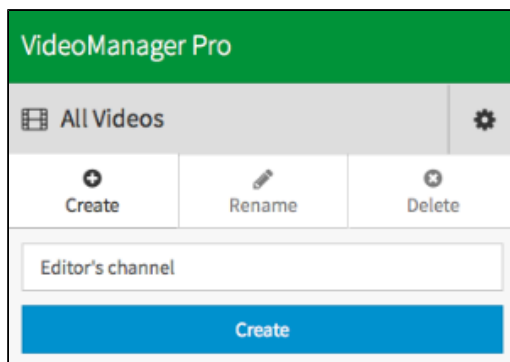 VideoManager Pro
All Videos
Create Rename Delete
Editor's channel
Create